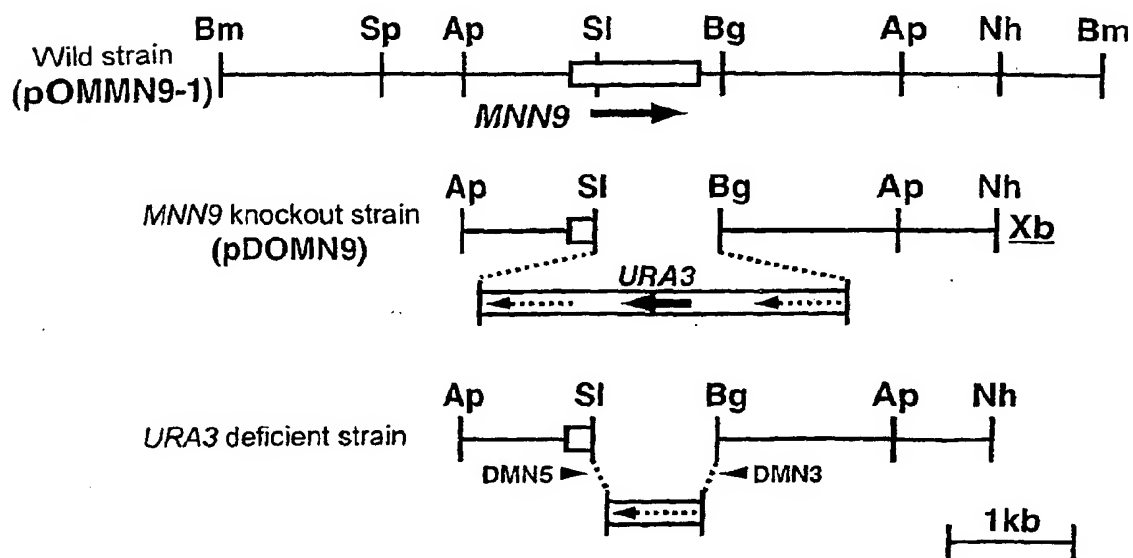 Bm Sp Ap Sl Bg Ap Nh Bm
Wild strain
(pOMMN9-1)
MNN9
Ap Sl Bg Ap Nh
MNN9 knockout strain
(pDOMN9)
Xb
URA3
Ap Sl Bg Ap Nh
URA3 deficient strain
DMN5 DMN3
1kb